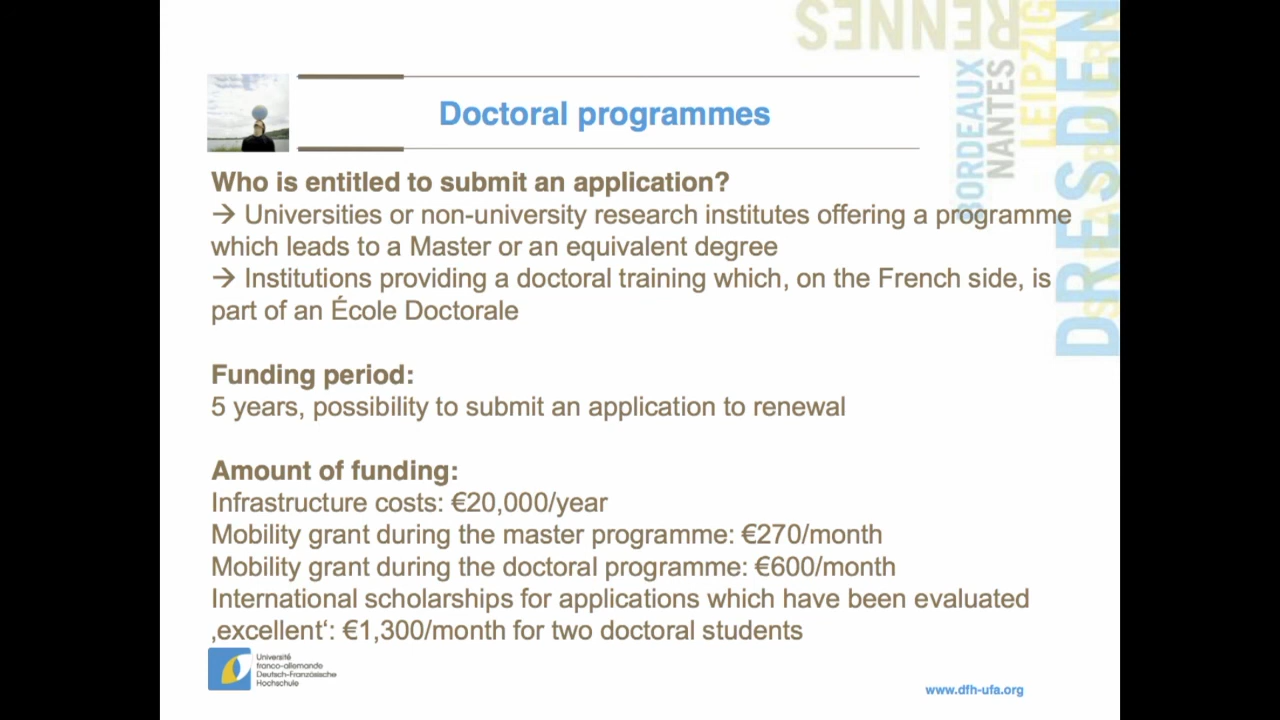 RENNES
BORDEAUX
NANTES
LEIPZIG
DRESDEN
Doctoral programmes
Who is entitled to submit an application?
→ Universities or non-university research institutes offering a programme
which leads to a Master or an equivalent degree
→ Institutions providing a doctoral training which, on the French side, is
part of an École Doctorale
Funding period:
5 years, possibility to submit an application to renewal
Amount of funding:
Infrastructure costs: €20,000/year
Mobility grant during the master programme: €270/month
Mobility grant during the doctoral programme: €600/month
International scholarships for applications which have been evaluated
‚excellent‘: €1,300/month for two doctoral students
Université
franco-allemande
Deutsch-Französische
Hochschule
www.dfh-ufa.org